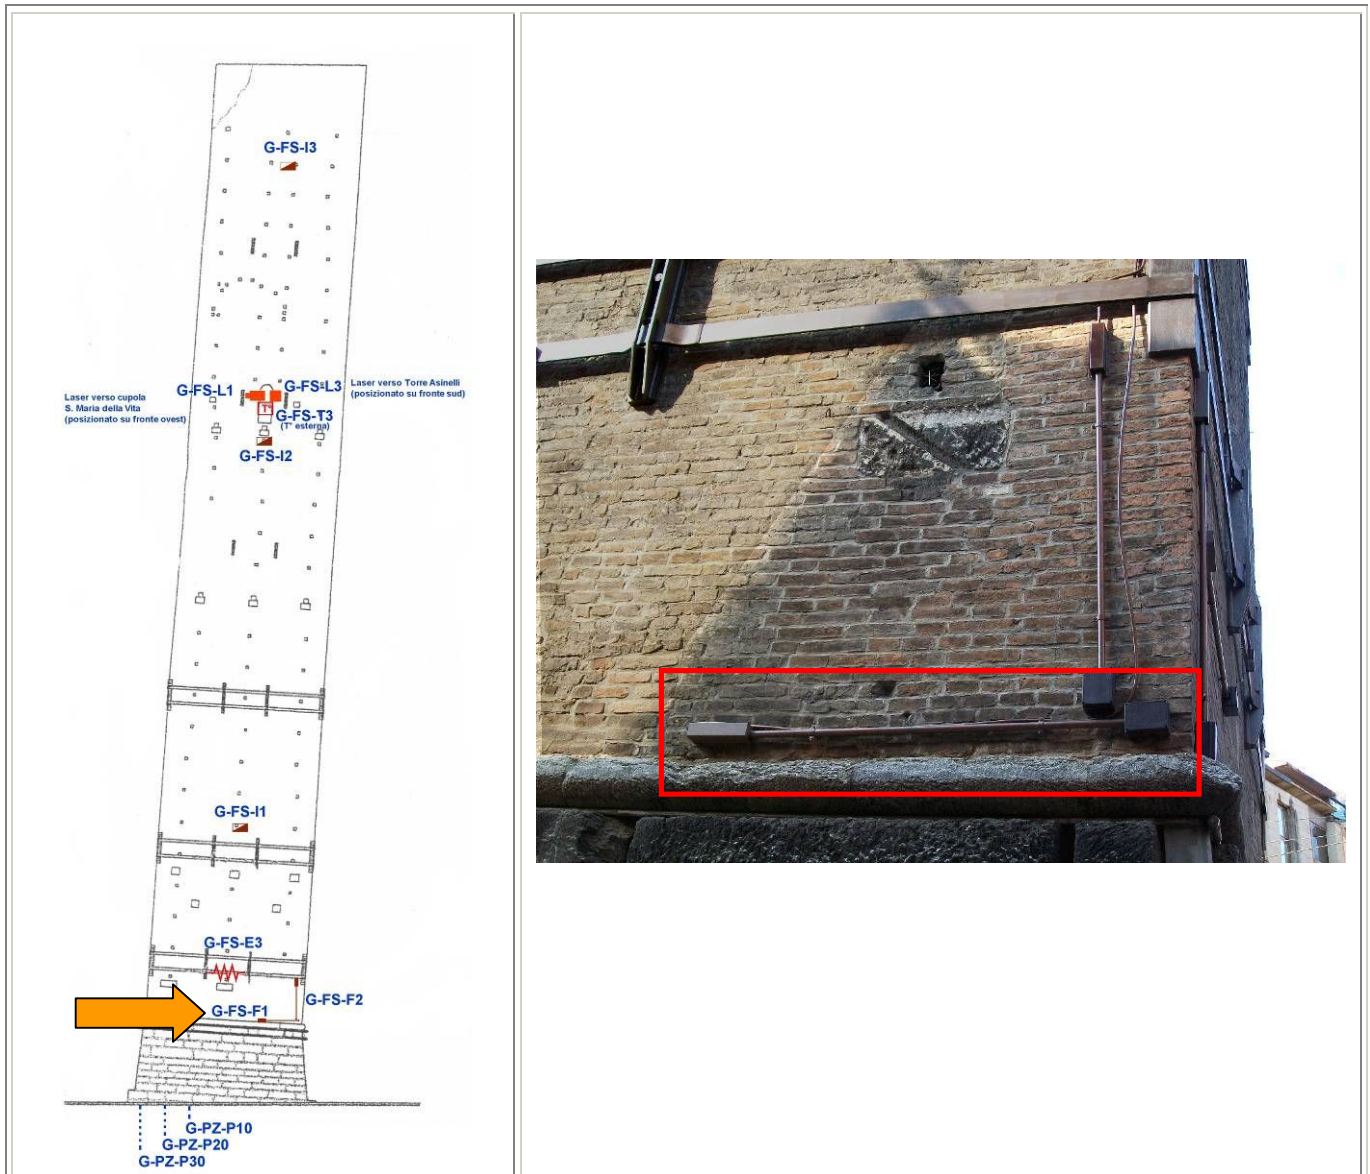 G-FS-I3
G-FS-L1
G-FS-L3
Laser verso Torre Asinelli
(posizionato su fronte sud)
Laser verso cupola
S. Maria della Vita
(posizionato su fronte ovest)
T°
G-FS-T3
(T° esterna)
G-FS-I2
G-FS-I1
G-FS-E3
G-FS-F2
G-FS-F1
G-PZ-P10
G-PZ-P20
G-PZ-P30